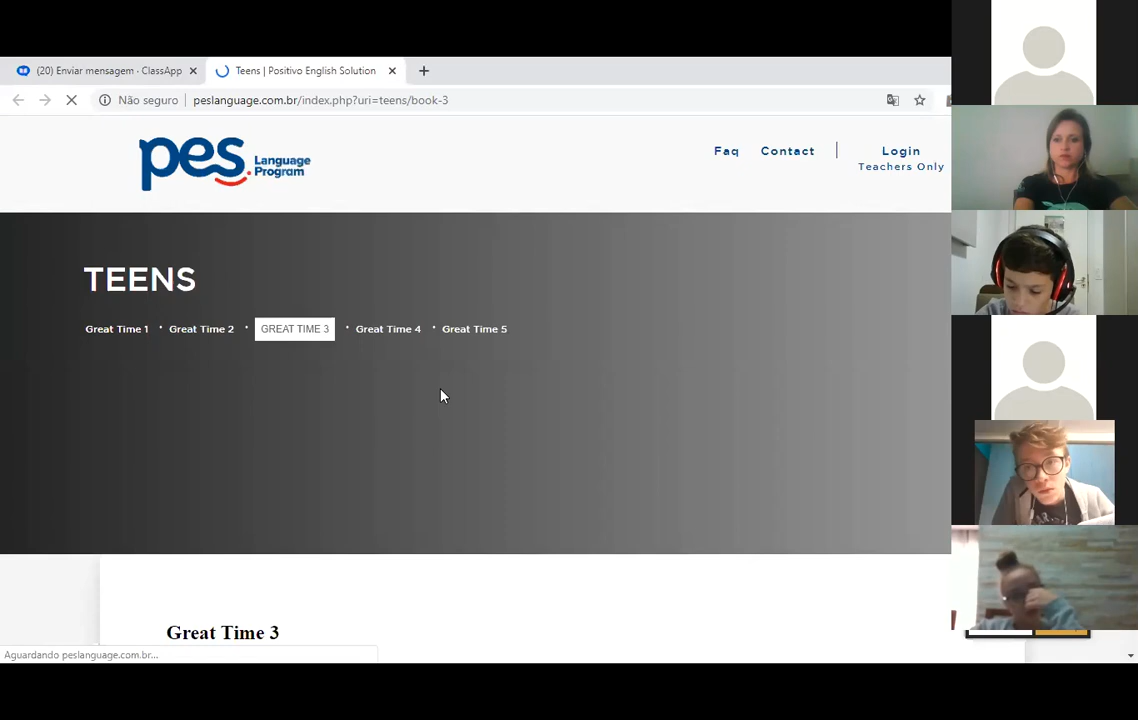 (20) Enviar mensagem - ClassApp
Teens | Positivo English Solution
Não seguro
peslanguage.com.br/index.php?uri=teens/book-3
pes. Language Program
Faq
Contact
Login
Teachers Only
TEENS
Great Time 1 · Great Time 2 · GREAT TIME 3 · Great Time 4 · Great Time 5
Great Time 3
Aguardando peslanguage.com.br...